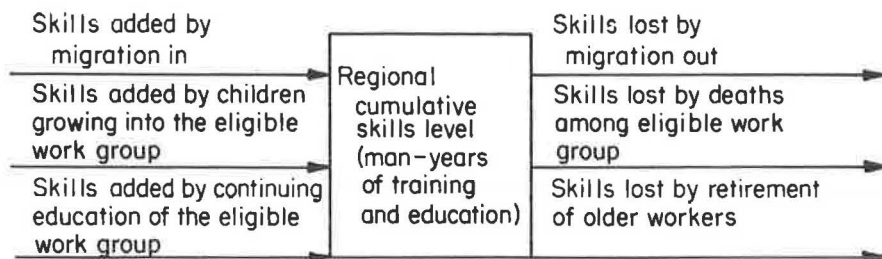 Skills added by
migration in
Skills added by children
growing into the eligible
work group
Skills added by continuing
education of the eligible
work group
Regional
cumulative
skills level
(man-years
of training
and education)
Skills lost by
migration out
Skills lost by deaths
among eligible work
group
Skills lost by retirement
of older workers